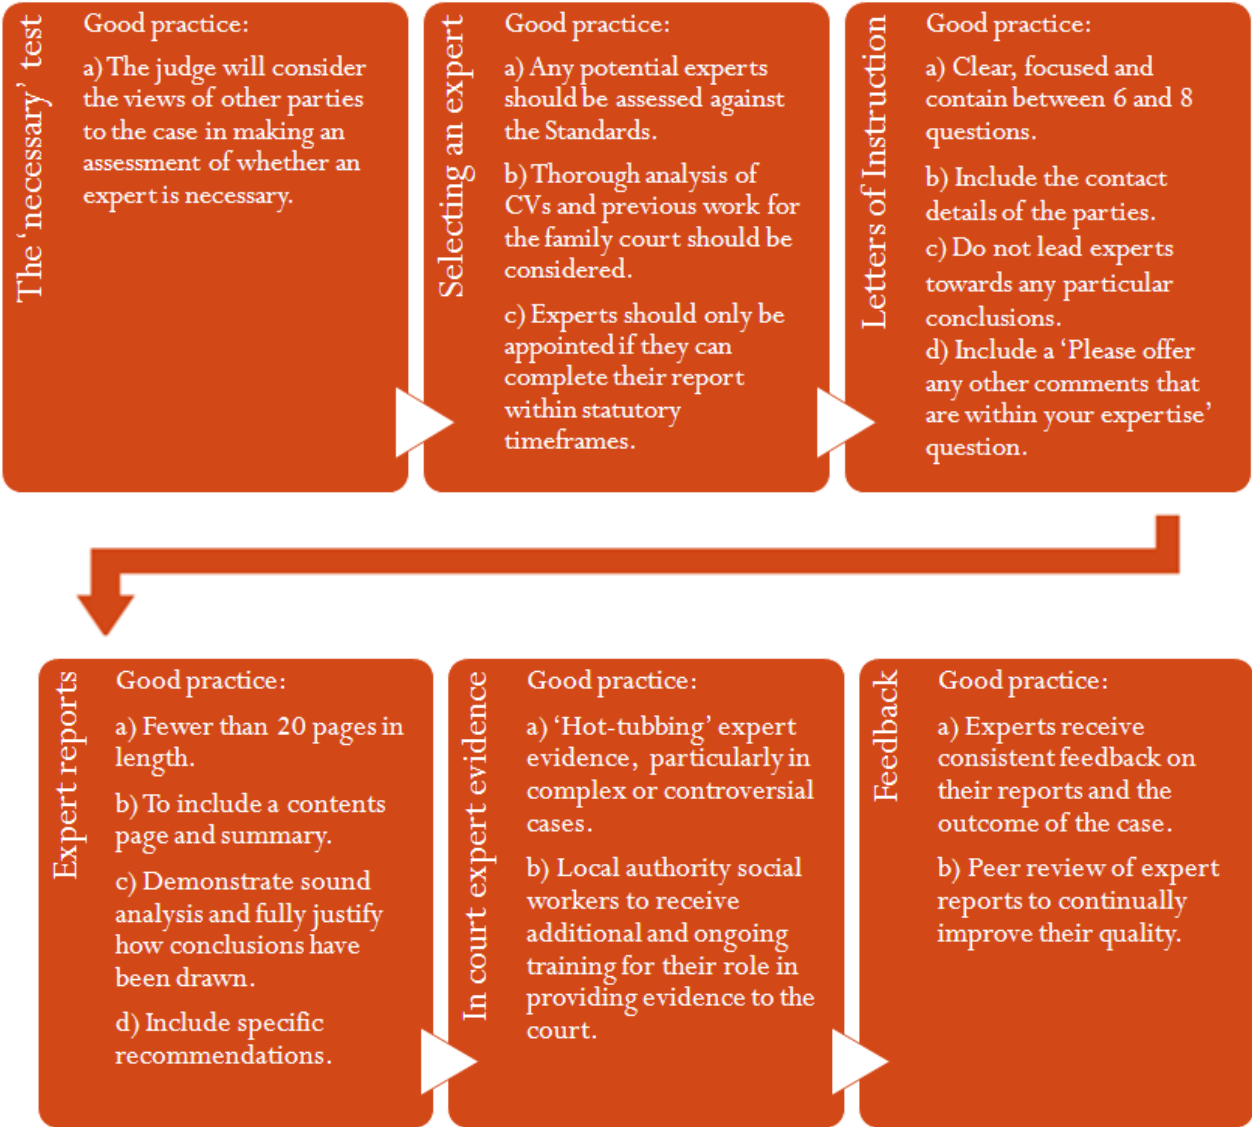 The ‘necessary’ test
Good practice:
a) The judge will consider
the views of other parties
to the case in making an
assessment of whether an
expert is necessary.
Selecting an expert
Good practice:
a) Any potential experts
should be assessed against
the Standards.
b) Thorough analysis of
CVs and previous work for
the family court should be
considered.
c) Experts should only be
appointed if they can
complete their report
within statutory
timeframes.
Letters of Instruction
Good practice:
a) Clear, focused and
contain between 6 and 8
questions.
b) Include the contact
details of the parties.
c) Do not lead experts
towards any particular
conclusions.
d) Include a ‘Please offer
any other comments that
are within your expertise’
question.
Expert reports
Good practice:
a) Fewer than 20 pages in
length.
b) To include a contents
page and summary.
c) Demonstrate sound
analysis and fully justify
how conclusions have
been drawn.
d) Include specific
recommendations.
In court expert evidence
Good practice:
a) ‘Hot-tubbing’ expert
evidence, particularly in
complex or controversial
cases.
b) Local authority social
workers to receive
additional and ongoing
training for their role in
providing evidence to the
court.
Feedback
Good practice:
a) Experts receive
consistent feedback on
their reports and the
outcome of the case.
b) Peer review of expert
reports to continually
improve their quality.